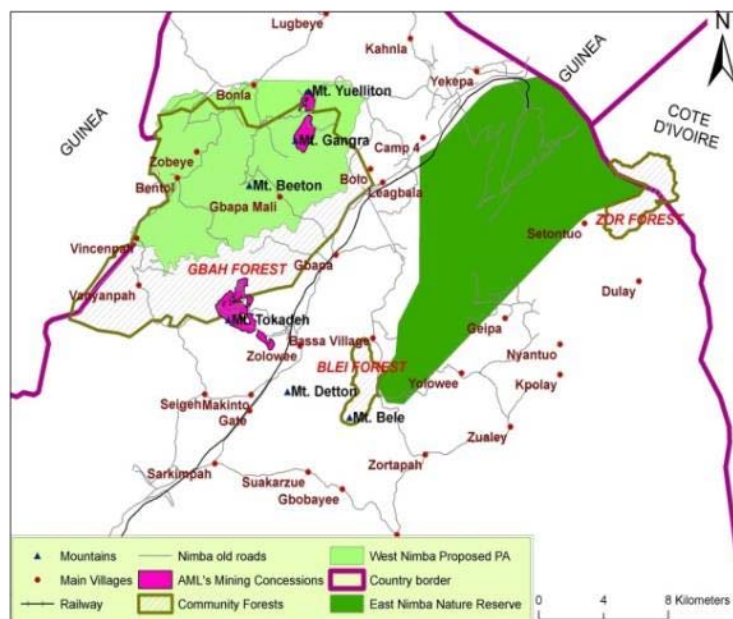 Lugbeye
N
Kahnla
GUINEA
Yekepa
Bonla
Mt. Yuelliton
COTE
D'IVOIRE
GUINEA
Mt. Gangra
Camp 4
Zobeye
Bolo
Bentol
Mt. Beeton
Leagbala
Gbapa Mali
ZOR FOREST
Setontuo
Vincenpah
Gbapa
GBAH FOREST
Vanyanpah
Dulay
Mt. Tokadeh
Geipa
Zolowee
Bassa Village
Nyantuo
BLEI FOREST
Yolowee
Kpolay
Seigeh
Makinto
Mt. Detton
Gate
Mt. Bele
Zualey
Zortapah
Sarkimpah
Suakarzue
Gbobayee
Mountains
Nimba old roads
West Nimba Proposed PA
Main Villages
AML's Mining Concessions
Country border
Railway
Community Forests
East Nimba Nature Reserve
0 4 8 Kilometers